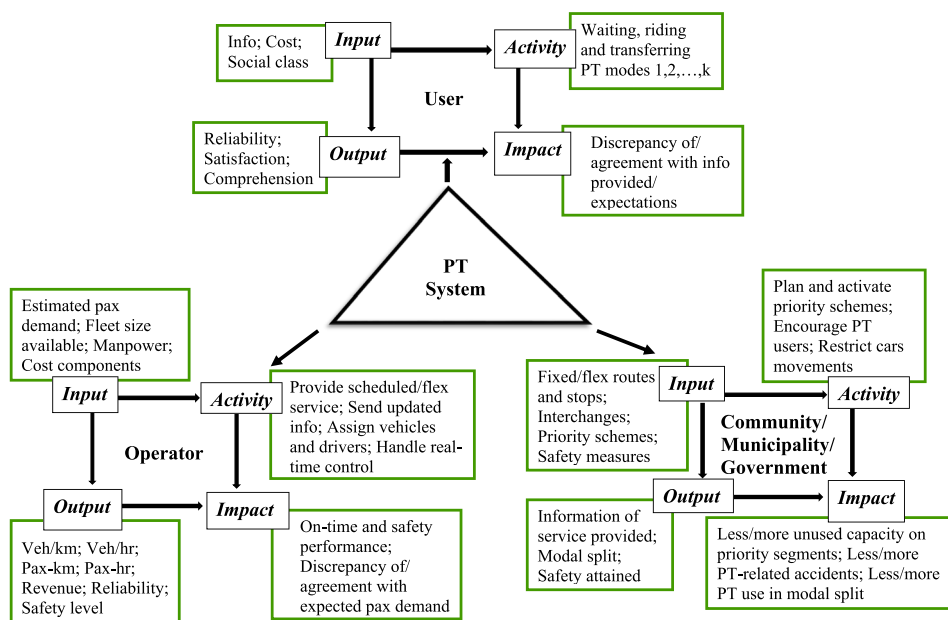 Info; Cost;
Social class
Input
Activity
Waiting, riding
and transferring
PT modes 1,2,…,k
User
Reliability;
Satisfaction;
Comprehension
Output
Impact
Discrepancy of/
agreement with info
provided/
expectations
PT
System
Estimated pax
demand; Fleet size
available; Manpower;
Cost components
Input
Activity
Provide scheduled/flex
service; Send updated
info; Assign vehicles
and drivers; Handle real-
time control
Operator
Output
Impact
Veh/km; Veh/hr;
Pax-km; Pax-hr;
Revenue; Reliability;
Safety level
On-time and safety
performance;
Discrepancy of/
agreement with
expected pax demand
Plan and activate
priority schemes;
Encourage PT
users; Restrict cars
movements
Fixed/flex routes
and stops;
Interchanges;
Priority schemes;
Safety measures
Input
Activity
Community/
Municipality/
Government
Output
Impact
Information of
service provided;
Modal split;
Safety attained
Less/more unused capacity on
priority segments; Less/more
PT-related accidents; Less/more
PT use in modal split